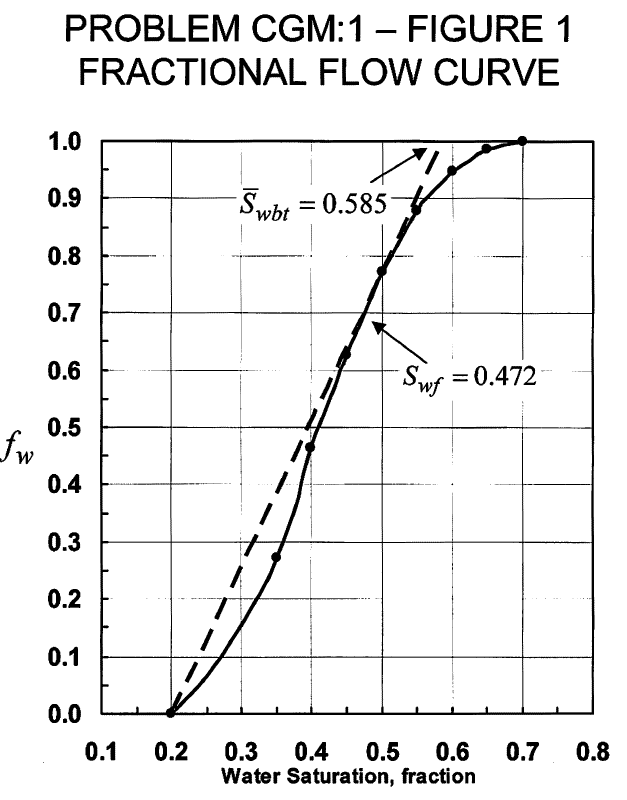 PROBLEM CGM:1 – FIGURE 1
FRACTIONAL FLOW CURVE
1.0
0.9
S̅wbt = 0.585
0.8
0.7
0.6
Swf = 0.472
0.5
fw
0.4
0.3
0.2
0.1
0.0
0.1 0.2 0.3 0.4 0.5 0.6 0.7 0.8
Water Saturation, fraction